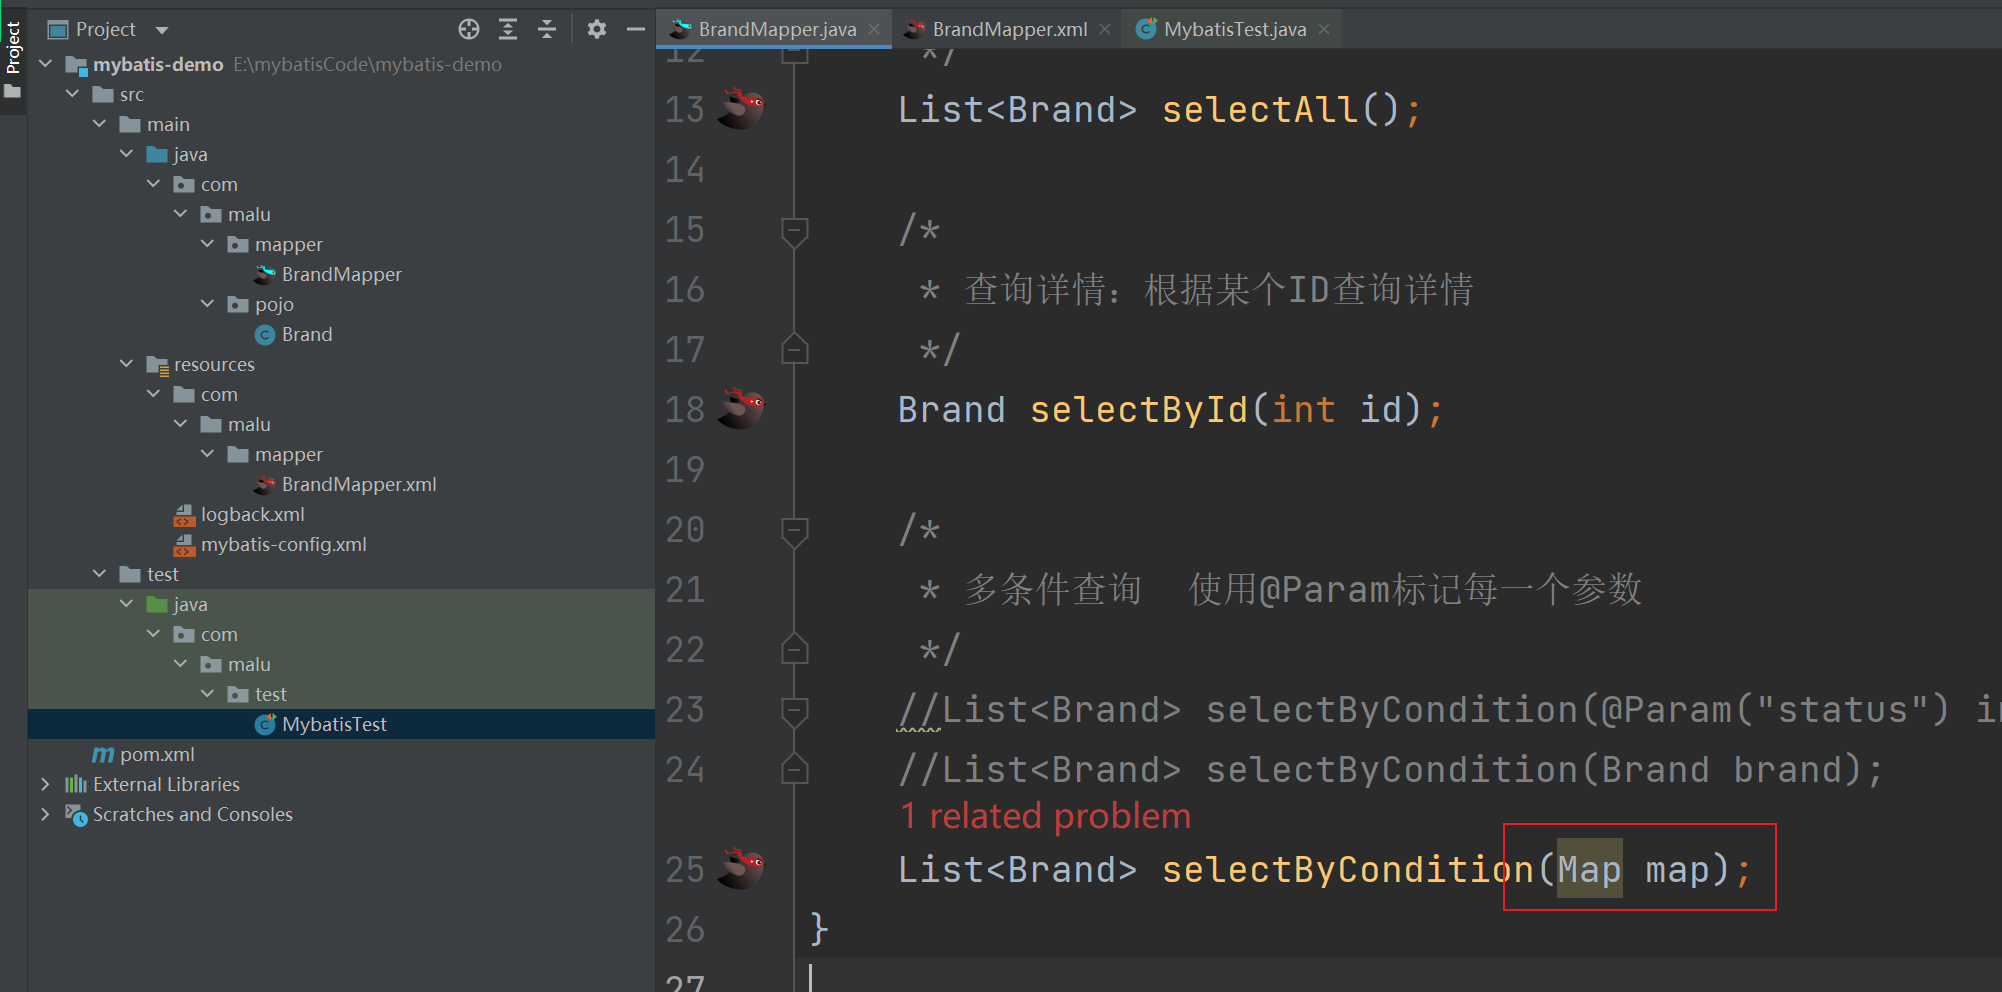 Project
Project
mybatis-demo E:\mybatisCode\mybatis-demo
src
main
java
com
malu
mapper
BrandMapper
pojo
Brand
resources
com
malu
mapper
BrandMapper.xml
logback.xml
mybatis-config.xml
test
java
com
malu
test
MybatisTest
pom.xml
External Libraries
Scratches and Consoles
BrandMapper.java
BrandMapper.xml
MybatisTest.java
12 */
13 List<Brand> selectAll();
14
15 /*
16 * 查询详情：根据某个ID查询详情
17 */
18 Brand selectById(int id);
19
20 /*
21 * 多条件查询 使用@Param标记每一个参数
22 */
23 //List<Brand> selectByCondition(@Param("status")
24 //List<Brand> selectByCondition(Brand brand);
1 related problem
25 List<Brand> selectByCondition(Map map);
26 }
27